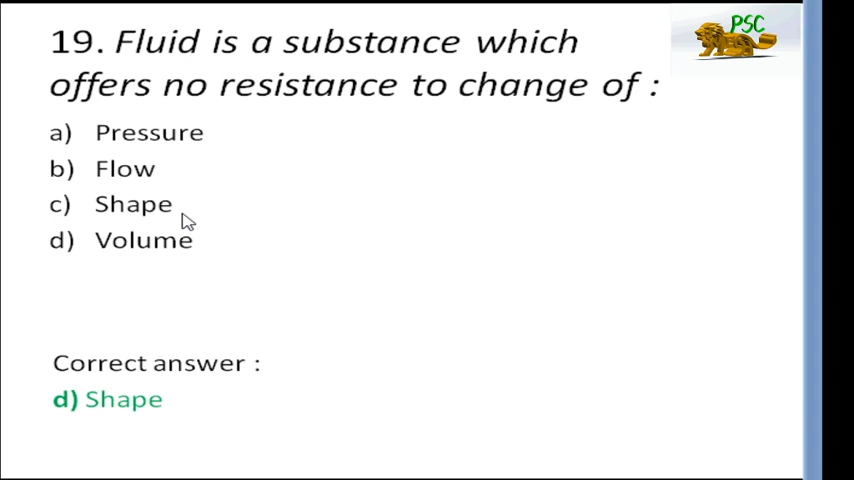 PSC
19. Fluid is a substance which
offers no resistance to change of :
a) Pressure
b) Flow
c) Shape
d) Volume
Correct answer :
d) Shape